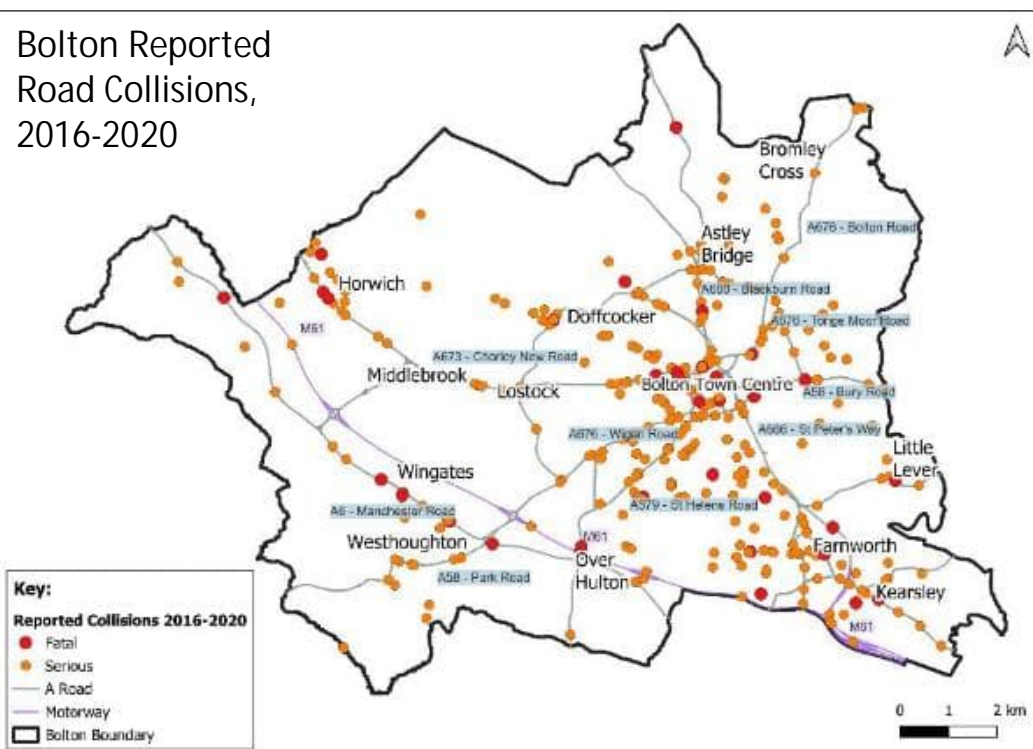 Bolton Reported
Road Collisions,
2016-2020
Bromley
Cross
A676 - Bolton Road
Astley
Bridge
Horwich
A666 - Blackburn Road
M61
Doffcocker
A676 - Tonge Moor Road
A673 - Chorley New Road
Middlebrook
Lostock
Bolton Town Centre
A58 - Bury Road
A676 - Wigan Road
A666 - St Peter's Way
Little
Lever
Wingates
A6 - Manchester Road
A579 - St Helens Road
Westhoughton
M61
Over
Hulton
Farnworth
A58 - Park Road
Kearsley
M61
Key:
Reported Collisions 2016-2020
Fatal
Serious
A Road
Motorway
Bolton Boundary
0 1 2 km